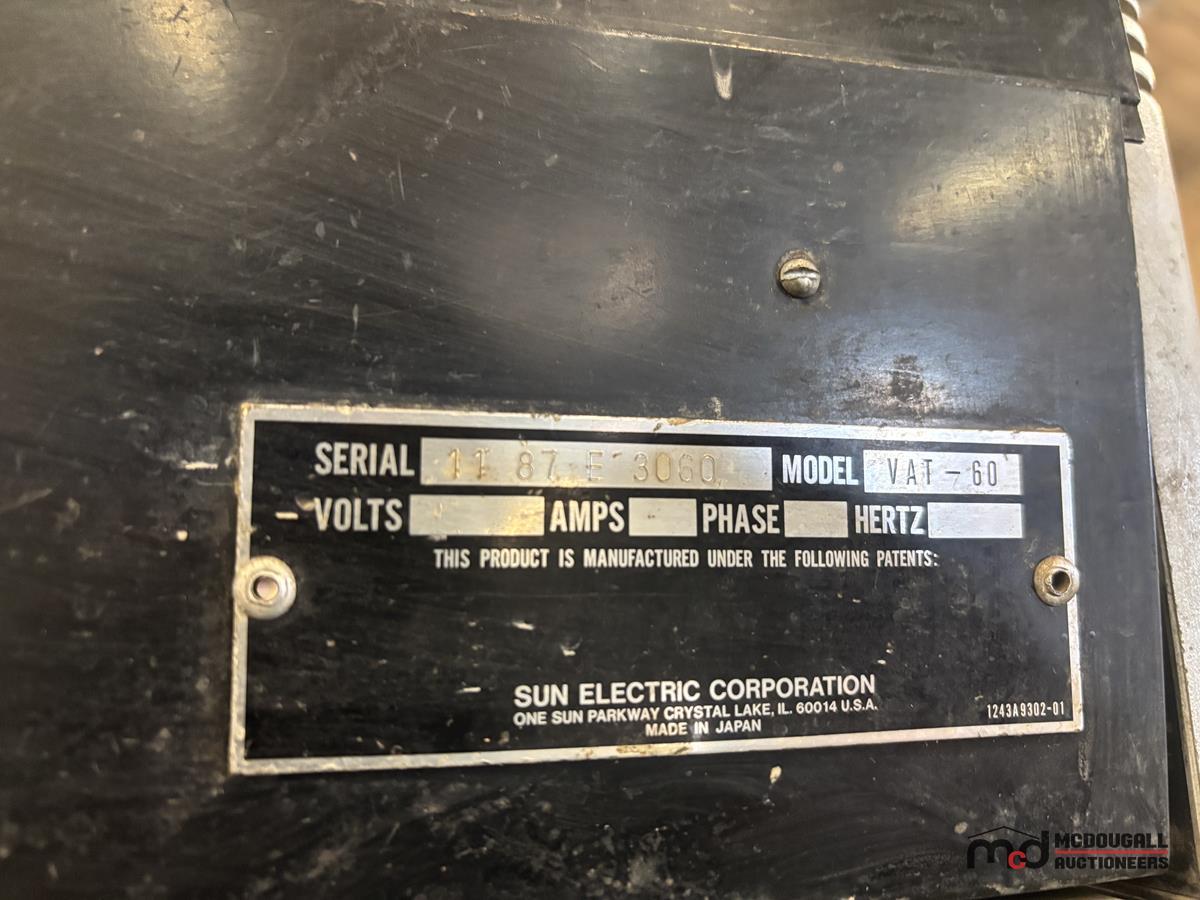 SERIAL 11 87 E 3060 MODEL VAT-60
VOLTS AMPS PHASE HERTZ
THIS PRODUCT IS MANUFACTURED UNDER THE FOLLOWING PATENTS:
SUN ELECTRIC CORPORATION
ONE SUN PARKWAY CRYSTAL LAKE, IL. 60014 U.S.A.
MADE IN JAPAN
1243A9302-01
mcd MCDOUGALL
AUCTIONEERS